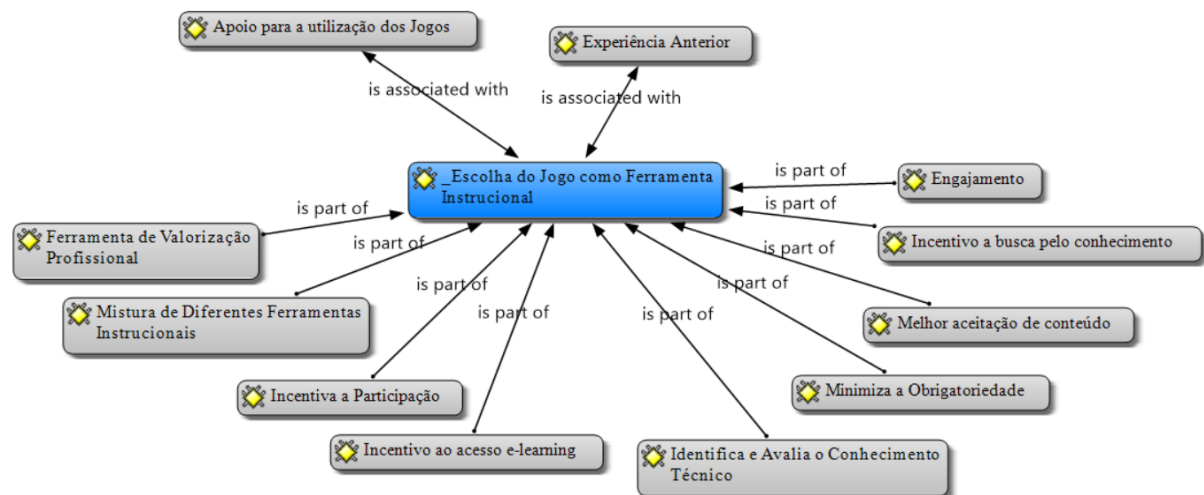 Apoio para a utilização dos Jogos
Experiência Anterior
is associated with
is associated with
_Escolha do Jogo como Ferramenta
Instrucional
is part of
Engajamento
is part of
is part of
Ferramenta de Valorização
Profissional
is part of
Incentivo a busca pelo conhecimento
is part of
is part of
is part of
Mistura de Diferentes Ferramentas
Instrucionais
is part of
is part of
Melhor aceitação de conteúdo
Incentiva a Participação
Minimiza a Obrigatoriedade
Incentivo ao acesso e-learning
Identifica e Avalia o Conhecimento
Técnico